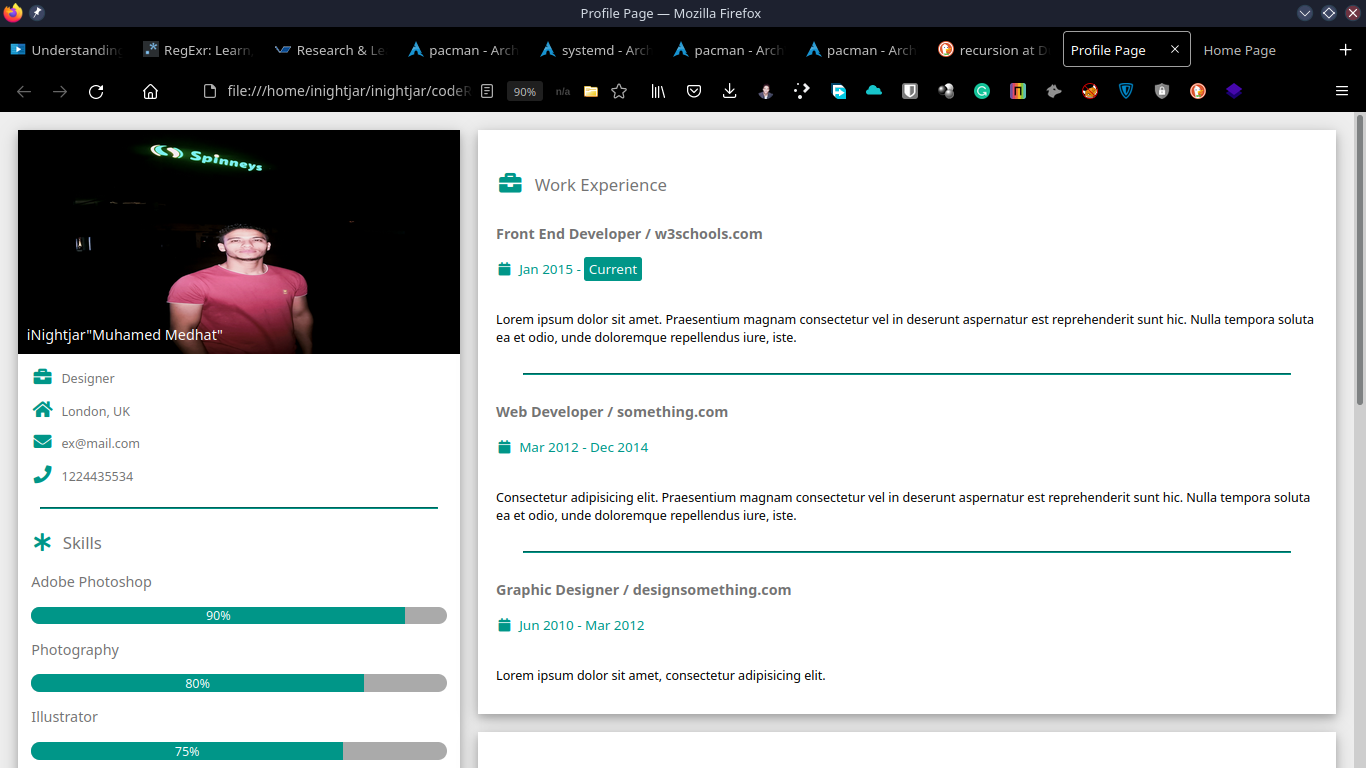 Profile Page — Mozilla Firefox
Understanding
RegExr: Learn,
Research & Le
pacman - Arch
systemd - Arch
pacman - Arch
pacman - Arch
recursion at D
Profile Page
Home Page
file:///home/inightjar/inightjar/codeR
90%
n/a
Spinneys
iNightjar"Muhamed Medhat"
Designer
London, UK
ex@mail.com
1224435534
Skills
Adobe Photoshop
90%
Photography
80%
Illustrator
75%
Work Experience
Front End Developer / w3schools.com
Jan 2015 - Current
Lorem ipsum dolor sit amet. Praesentium magnam consectetur vel in deserunt aspernatur est reprehenderit sunt hic. Nulla tempora soluta
ea et odio, unde doloremque repellendus iure, iste.
Web Developer / something.com
Mar 2012 - Dec 2014
Consectetur adipisicing elit. Praesentium magnam consectetur vel in deserunt aspernatur est reprehenderit sunt hic. Nulla tempora soluta
ea et odio, unde doloremque repellendus iure, iste.
Graphic Designer / designsomething.com
Jun 2010 - Mar 2012
Lorem ipsum dolor sit amet, consectetur adipisicing elit.